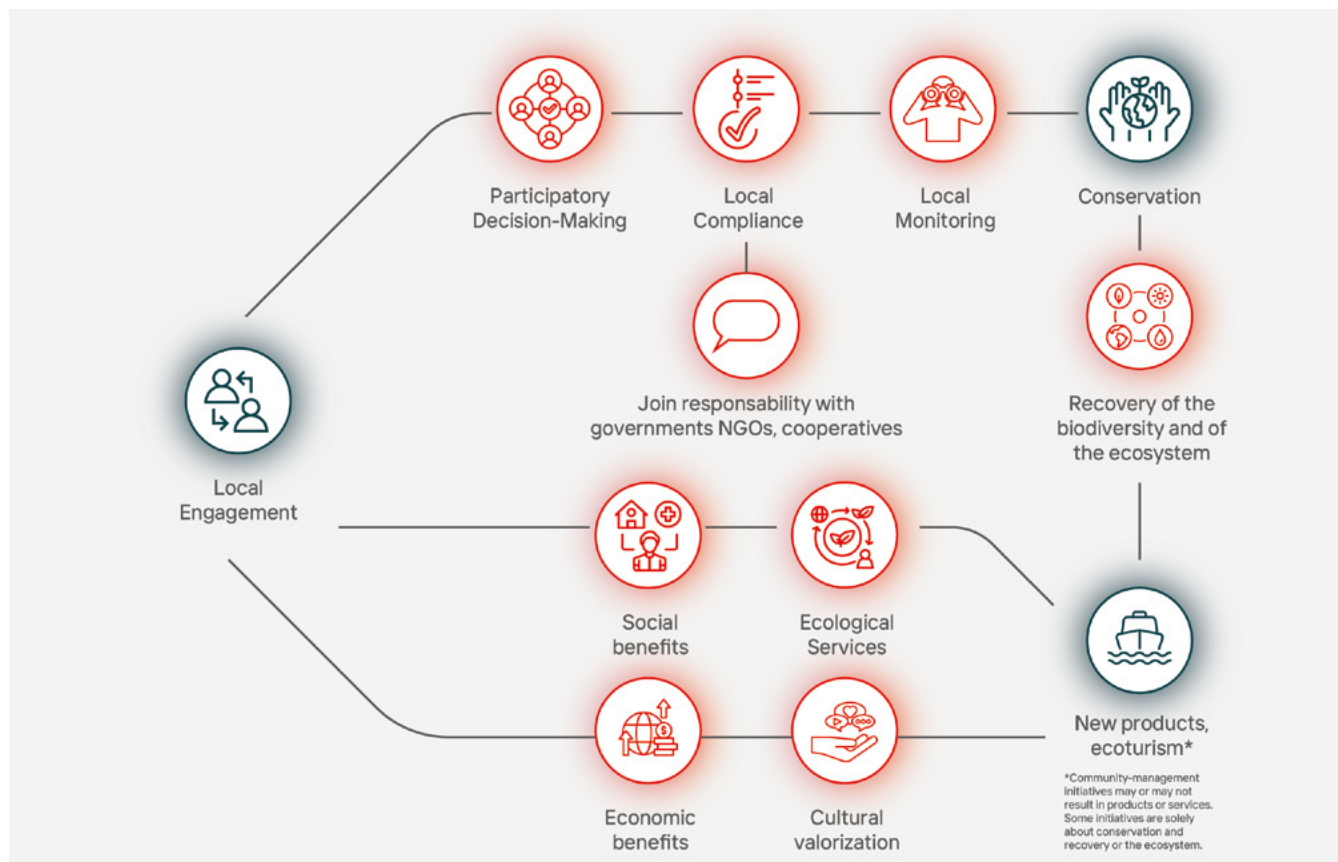 Participatory
Decision-Making
Local
Compliance
Local
Monitoring
Conservation
Join responsability with
governments NGOs, cooperatives
Recovery of the
biodiversity and of
the ecosystem
Local
Engagement
Social
benefits
Ecological
Services
New products,
ecoturism*
*Community-management
initiatives may or may not
result in products or services.
Some initiatives are solely
about conservation and
recovery or the ecosystem.
Economic
benefits
Cultural
valorization